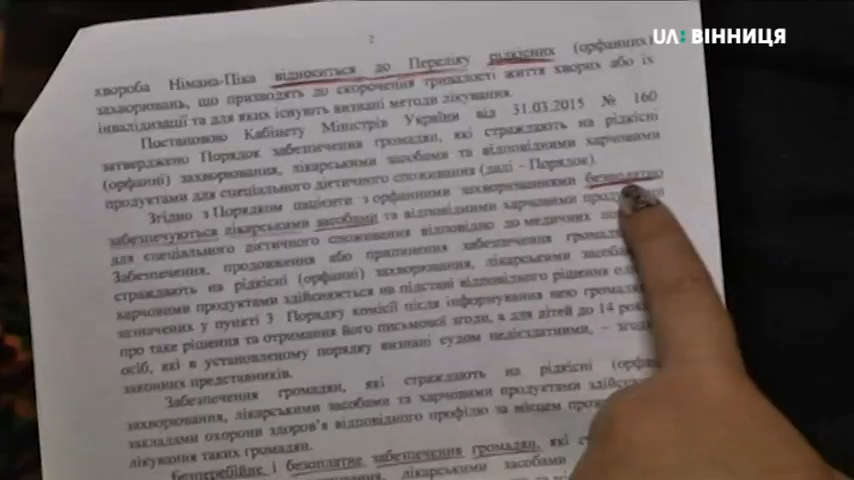 UA: ВІННИЦЯ
2
хвороба Німана-Піка відноситься до Переліку рідкісних (орфанних)
захворювань, що призводять до скорочення тривалості життя хворих або їх
інвалідизації та для яких існують визнані методи лікування.
Постановою Кабінету Міністрів України від 31.03.2015 № 160
затверджено Порядок забезпечення громадян, які страждають на рідкісні
(орфанні) захворювання, лікарськими засобами та відповідними харчовими
продуктами для спеціального дієтичного споживання (далі – Порядок).
Згідно з Порядком пацієнти з орфанними захворюваннями безоплатно
забезпечуються лікарськими засобами та відповідними харчовими
для спеціального дієтичного споживання відповідно до медичних
Забезпечення, продовження або припинення забезпечення
страждають на рідкісні (орфанні) захворювання, лікарськими
харчовими продуктами здійснюється на підставі відповідного рішення
зазначених у пункті 3 Порядку комісії після інформування нею
про таке рішення та отримання його письмової згоди, а для дітей до 14
осіб, які в установленому порядку визнані судом недієздатними, –
законних представників.
Забезпечення громадян, які страждають на рідкісні
захворювання, лікарськими засобами та харчовими продуктами
закладами охорони здоров'я відповідного профілю за місцем
лікування таких громадян.
Безперебійне і безоплатне забезпечення громадян, які
лікарськими засобами